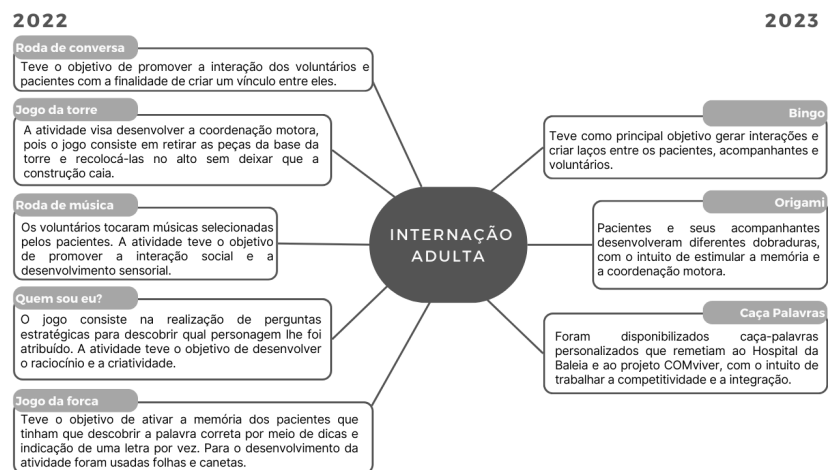 2022
2023
Roda de conversa
Teve o objetivo de promover a interação dos voluntários e
pacientes com a finalidade de criar um vínculo entre eles.
Jogo da torre
A atividade visa desenvolver a coordenação motora,
pois o jogo consiste em retirar as peças da base da
torre e recolocá-las no alto sem deixar que a
construção caia.
Roda de música
Os voluntários tocaram músicas selecionadas
pelos pacientes. A atividade teve o objetivo
de promover a interação social e a
desenvolvimento sensorial.
Quem sou eu?
O jogo consiste na realização de perguntas
estratégicas para descobrir qual personagem lhe foi
atribuído. A atividade teve o objetivo de desenvolver
o raciocínio e a criatividade.
Jogo da forca
Teve o objetivo de ativar a memória dos pacientes que
tinham que descobrir a palavra correta por meio de dicas e
indicação de uma letra por vez. Para o desenvolvimento da
atividade foram usadas folhas e canetas.
INTERNAÇÃO
ADULTA
Bingo
Teve como principal objetivo gerar interações e
criar laços entre os pacientes, acompanhantes e
voluntários.
Origami
Pacientes e seus acompanhantes
desenvolveram diferentes dobraduras,
com o intuito de estimular a memória e
a coordenação motora.
Caça Palavras
Foram disponibilizados caça-palavras
personalizados que remetiam ao Hospital da
Baleia e ao projeto COMviver, com o intuito de
trabalhar a competitividade e a integração.